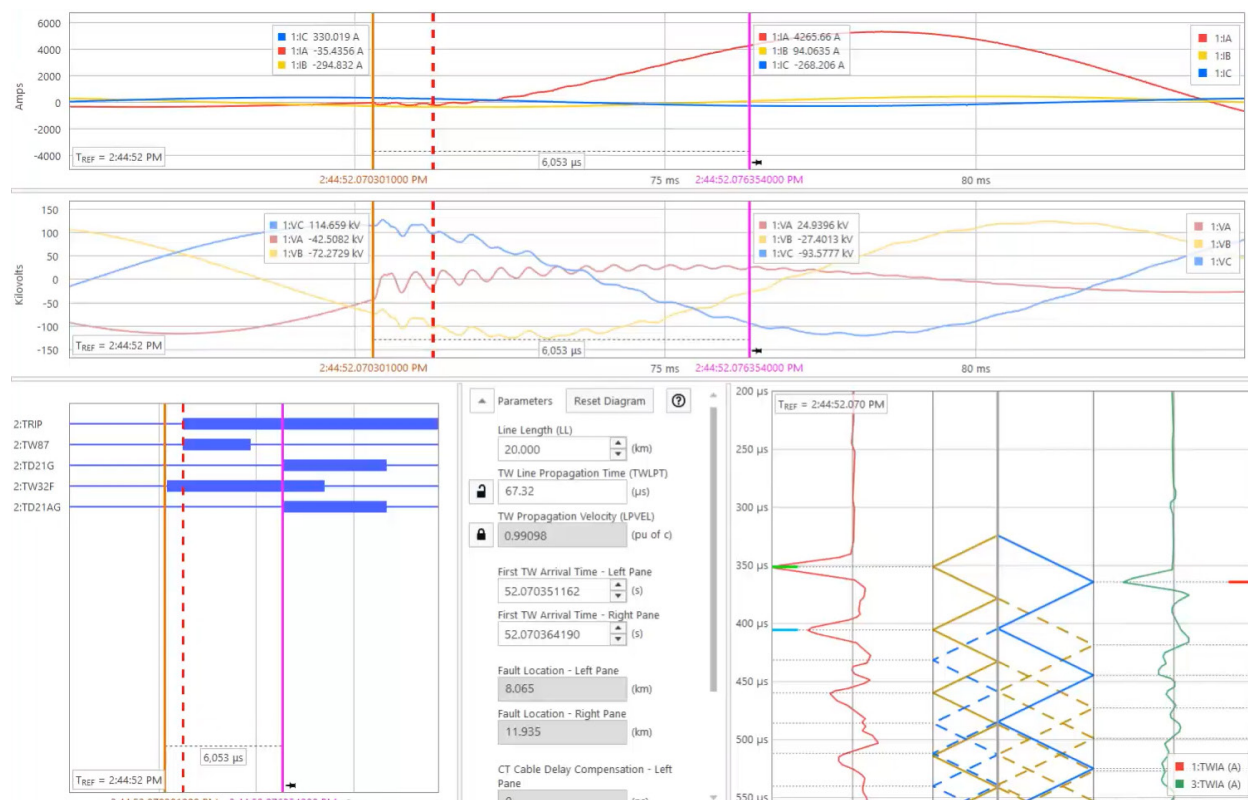 6000
4000
2000
0
-2000
-4000
Amps
1:IC 330.019 A
1:IA -35.4356 A
1:IB -294.832 A
1:IA 4265.66 A
1:IB 94.0635 A
1:IC -268.206 A
1:IA
1:IB
1:IC
TREF = 2:44:52 PM
6,053 µs
2:44:52.070301000 PM
75 ms
2:44:52.076354000 PM
80 ms
150
100
50
0
-50
-100
-150
Kilovolts
1:VC 114.659 kV
1:VA -42.5082 kV
1:VB -72.2729 kV
1:VA 24.9396 kV
1:VB -27.4013 kV
1:VC -93.5777 kV
1:VA
1:VB
1:VC
TREF = 2:44:52 PM
6,053 µs
2:44:52.070301000 PM
75 ms
2:44:52.076354000 PM
80 ms
2:TRIP
2:TW87
2:TD21G
2:TW32F
2:TD21AG
6,053 µs
TREF = 2:44:52 PM
Parameters
Reset Diagram
?
Line Length (LL)
20.000 (km)
TW Line Propagation Time (TWLPT)
67.32 (µs)
TW Propagation Velocity (LPVEL)
0.99098 (pu of c)
First TW Arrival Time - Left Pane
52.070351162 (s)
First TW Arrival Time - Right Pane
52.070364190 (s)
Fault Location - Left Pane
8.065 (km)
Fault Location - Right Pane
11.935 (km)
CT Cable Delay Compensation - Left
Pane
200 µs
250 µs
300 µs
350 µs
400 µs
450 µs
500 µs
550
TREF = 2:44:52.070 PM
1:TWIA (A)
3:TWIA (A)